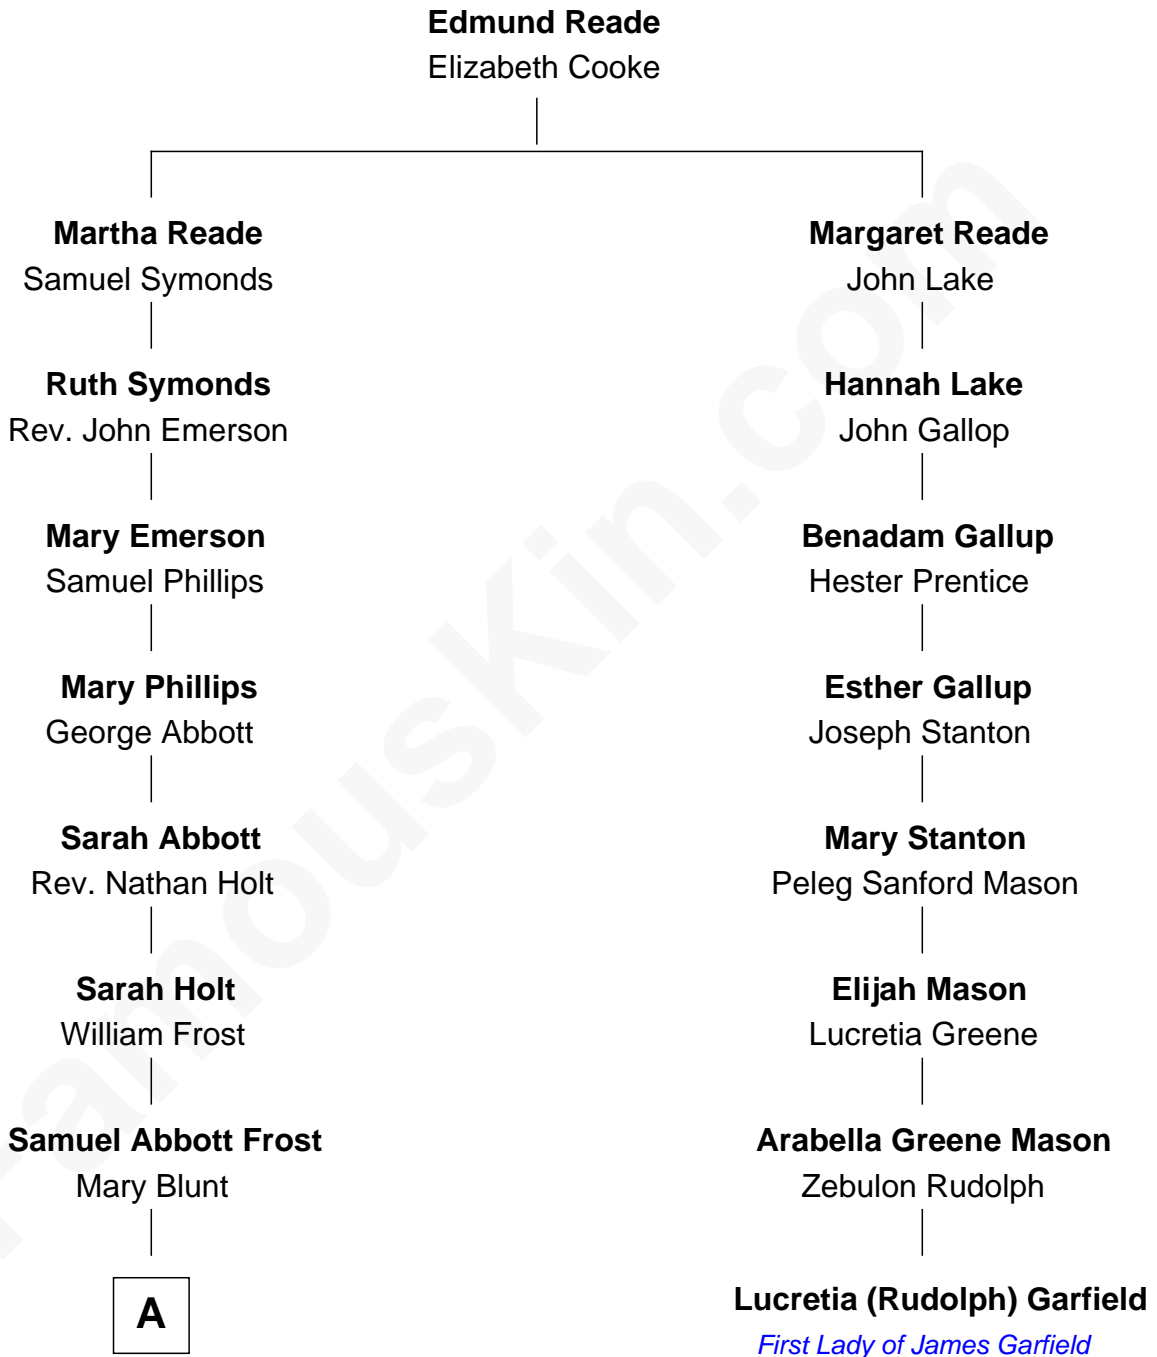 Edmund Reade
Elizabeth Cooke
Martha Reade
Samuel Symonds
Margaret Reade
John Lake
Ruth Symonds
Rev. John Emerson
Hannah Lake
John Gallop
Mary Emerson
Samuel Phillips
Benadam Gallup
Hester Prentice
Mary Phillips
George Abbott
Esther Gallup
Joseph Stanton
Sarah Abbott
Rev. Nathan Holt
Mary Stanton
Peleg Sanford Mason
Sarah Holt
William Frost
Elijah Mason
Lucretia Greene
Samuel Abbott Frost
Mary Blunt
Arabella Greene Mason
Zebulon Rudolph
A
Lucretia (Rudolph) Garfield
First Lady of James Garfield
FamousKin.com